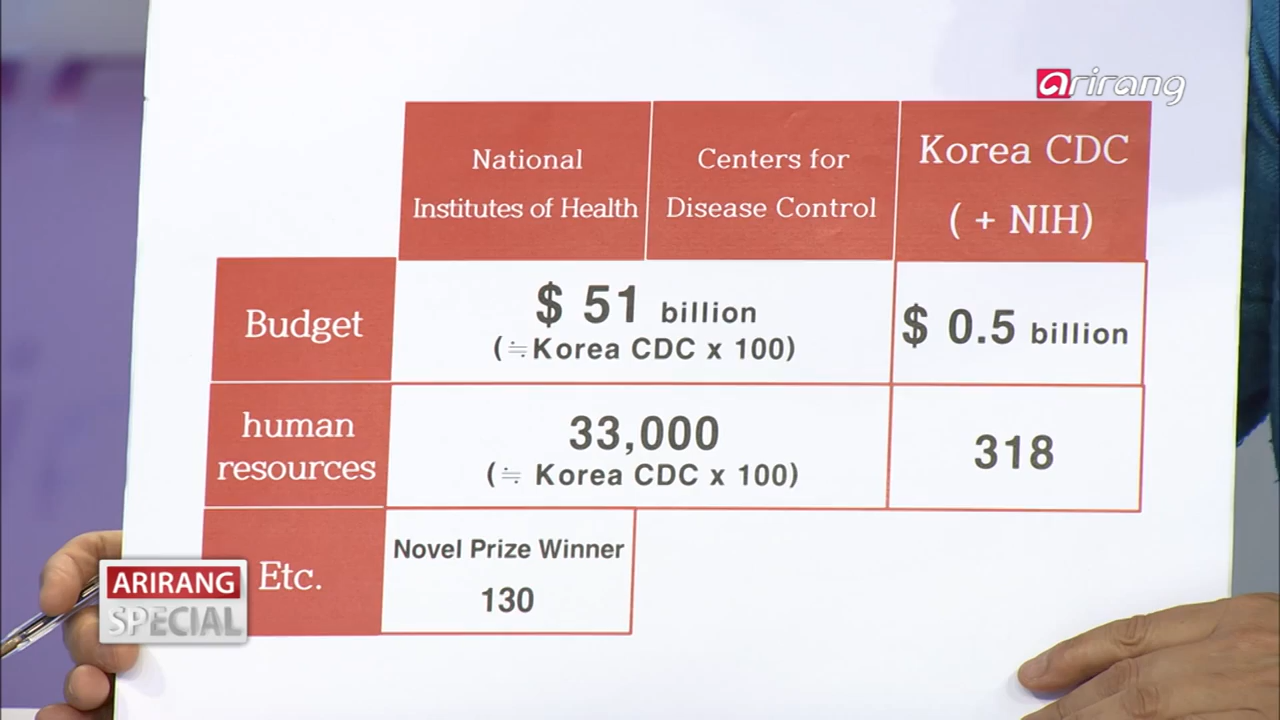 arirang
National
Institutes of Health
Centers for
Disease Control
Korea CDC
( + NIH)
Budget
$ 51 billion
(≒Korea CDC x 100)
$ 0.5 billion
human
resources
33,000
(≒ Korea CDC x 100)
318
Etc.
Novel Prize Winner
130
ARIRANG
SPECIAL